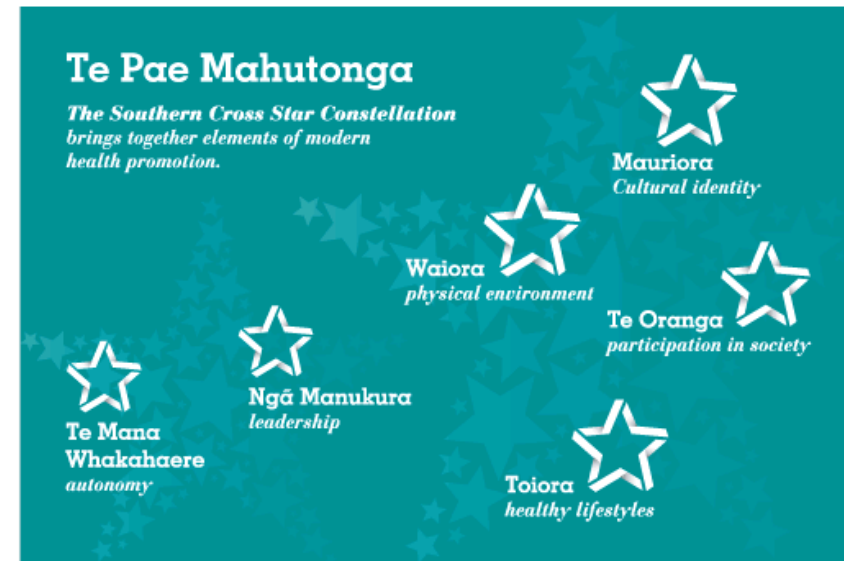 Te Pae Mahutonga
The Southern Cross Star Constellation
brings together elements of modern
health promotion.
Mauriora
Cultural identity
Waiora
physical environment
Te Oranga
participation in society
Ngã Manukura
leadership
Te Mana
Whakahaere
autonomy
Toiora
healthy lifestyles